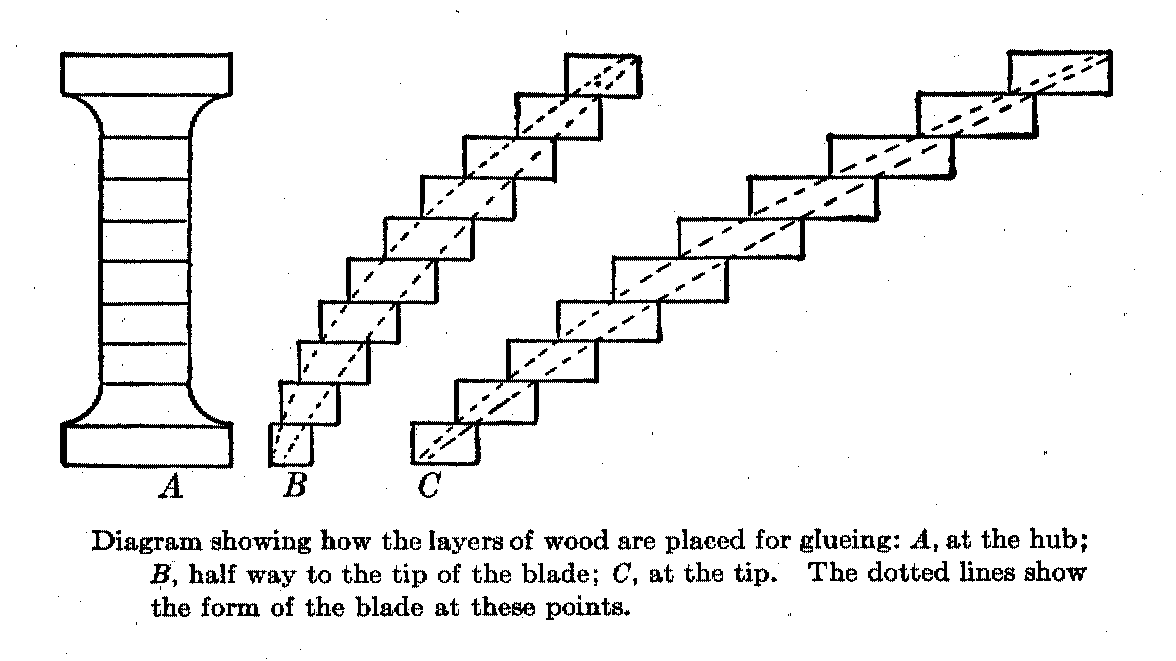 A
B
C
Diagram showing how the layers of wood are placed for glueing: A, at the hub;
B, half way to the tip of the blade; C, at the tip. The dotted lines show
the form of the blade at these points.